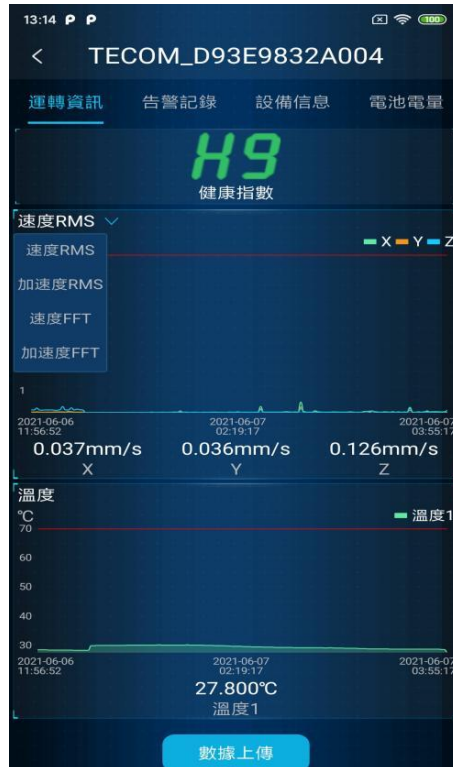 13:14 P P 100
TECOM_D93E9832A004
運轉資訊 告警記錄 設備信息 電池電量
H9
健康指數
速度RMS
X Y Z
速度RMS
加速度RMS
速度FFT
加速度FFT
1
2021-06-06 2021-06-07 2021-06-07
11:56:52 02:19:17 03:55:17
0.037mm/s 0.036mm/s 0.126mm/s
X Y Z
溫度
℃
溫度1
70
60
50
40
30
2021-06-06 2021-06-07 2021-06-07
11:56:52 02:19:17 03:55:17
27.800℃
溫度1
數據上傳